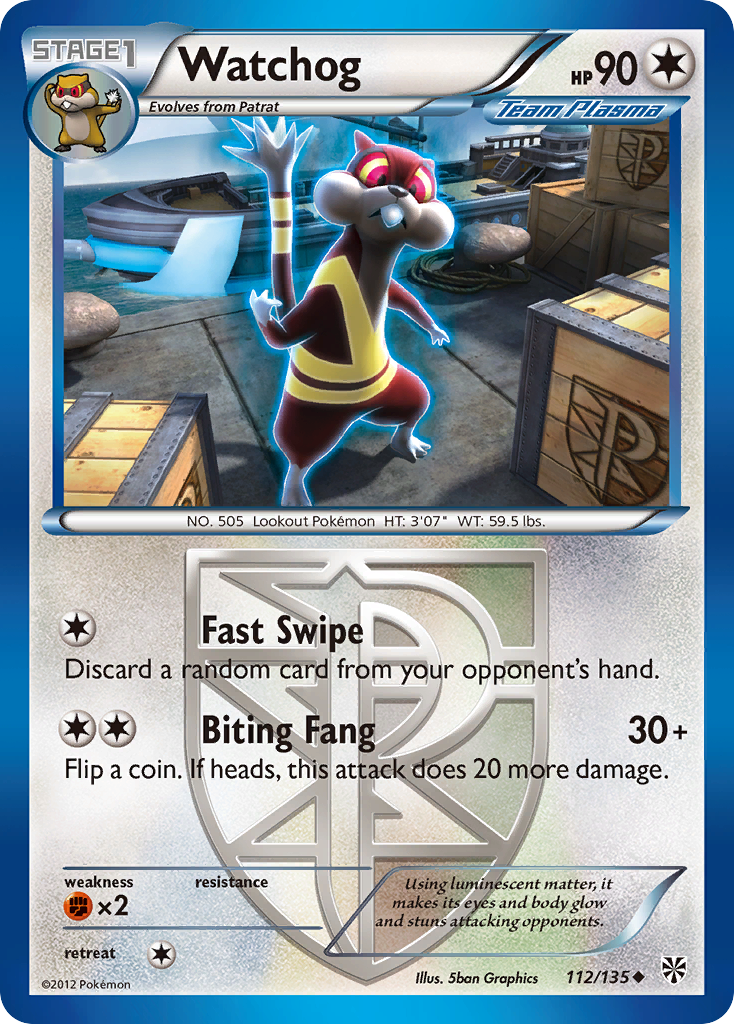 STAGE1
Watchog
HP 90
Evolves from Patrat
Team Plasma
NO. 505 Lookout Pokémon HT: 3'07" WT: 59.5 lbs.
Fast Swipe
Discard a random card from your opponent's hand.
Biting Fang 30+
Flip a coin. If heads, this attack does 20 more damage.
weakness resistance
×2
Using luminescent matter, it
makes its eyes and body glow
and stuns attacking opponents.
retreat
©2012 Pokémon
Illus. 5ban Graphics 112/135